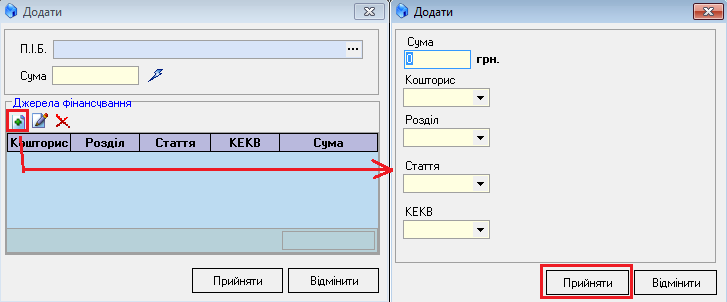 Додати
П.І.Б.
Сума
Джерела фінансування
Кошторис Розділ Стаття КЕКВ Сума
Прийняти Відмінити
Додати
Сума
0 грн.
Кошторис
Розділ
Стаття
КЕКВ
Прийняти Відмінити